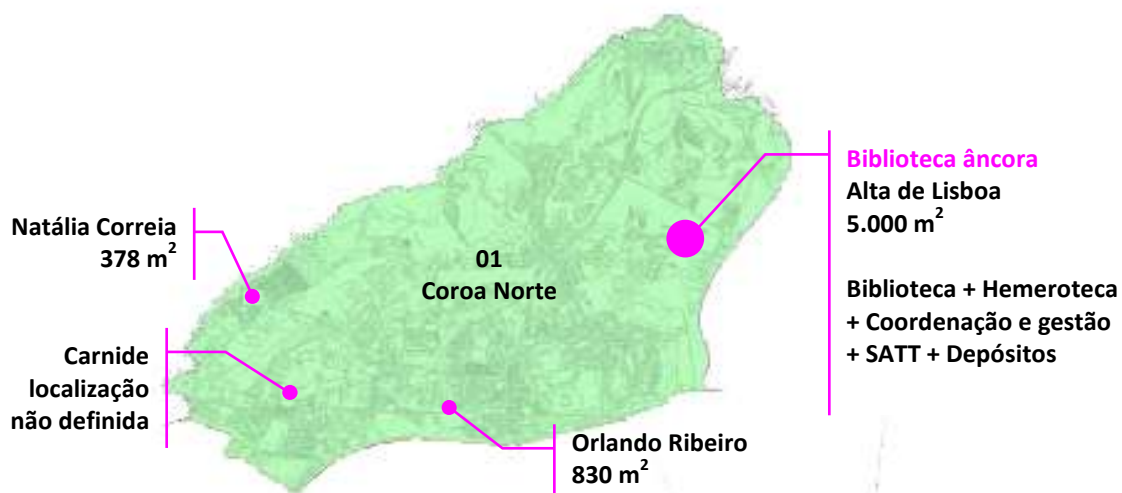 Biblioteca âncora
Alta de Lisboa
5.000 m²
Biblioteca + Hemeroteca
+ Coordenação e gestão
+ SATT + Depósitos
Natália Correia
378 m²
01
Coroa Norte
Carnide
localização
não definida
Orlando Ribeiro
830 m²